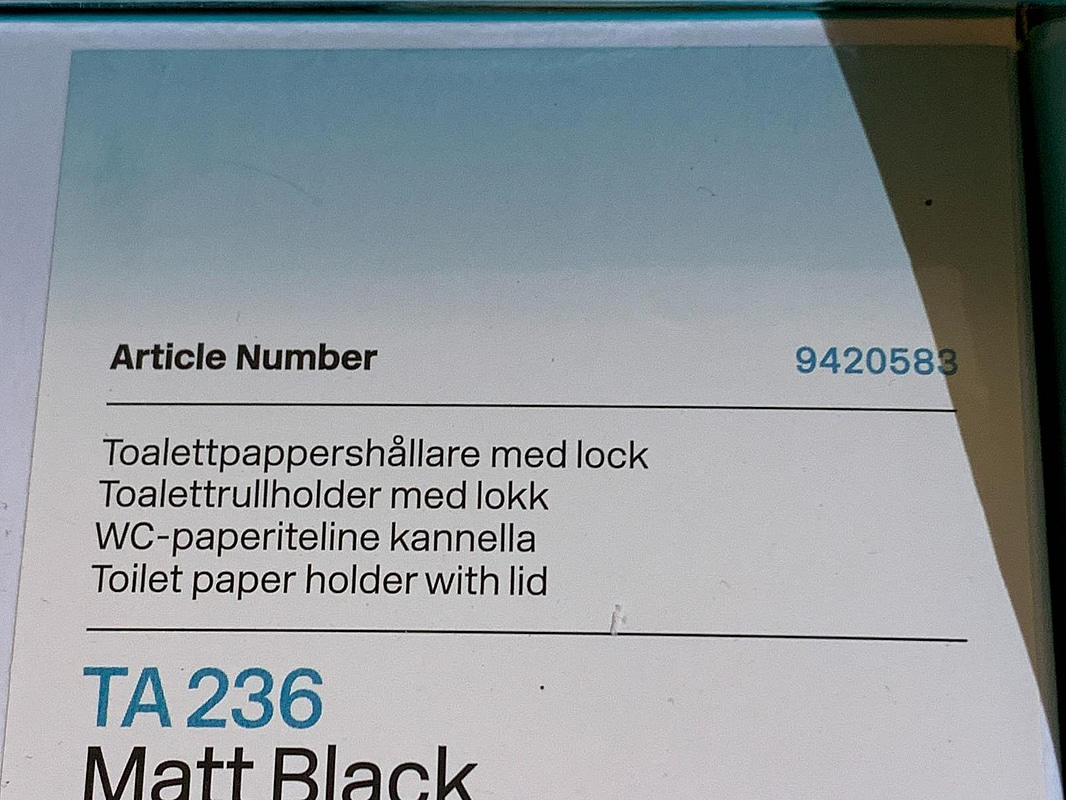 Article Number 9420583
Toalettpappershållare med lock
Toalettrullholder med lokk
WC-paperiteline kannella
Toilet paper holder with lid
TA 236
Matt Black